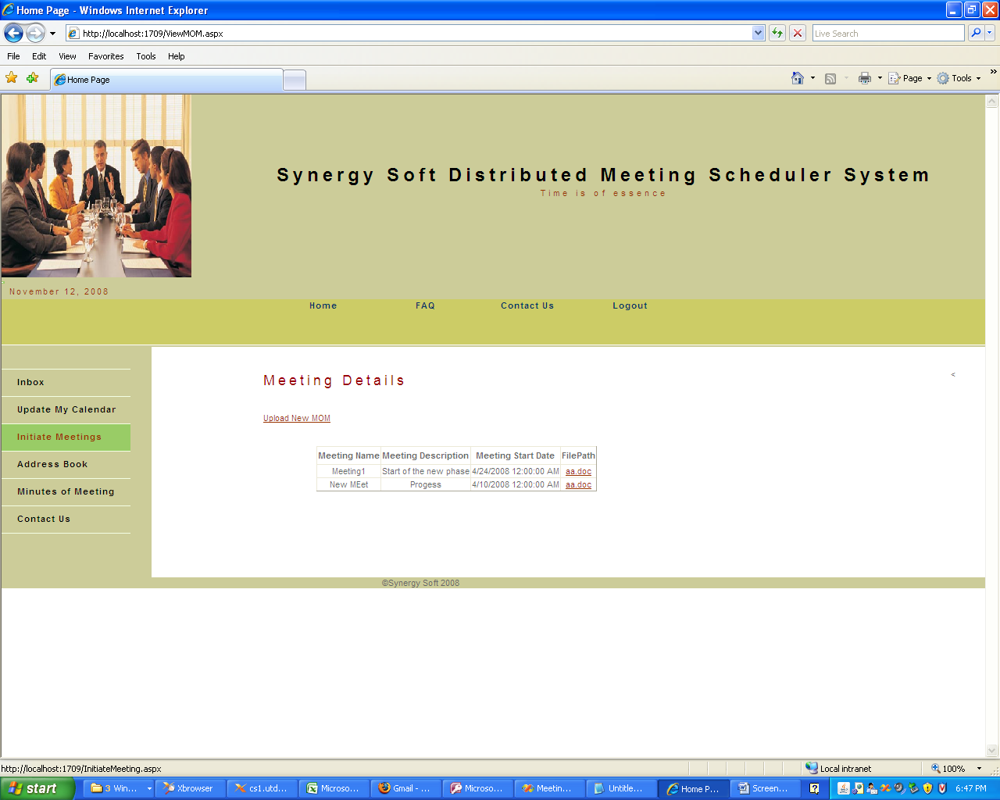 Home Page - Windows Internet Explorer
http://localhost:1709/ViewMOM.aspx
Live Search
File Edit View Favorites Tools Help
Home Page
Page Tools »
Synergy Soft Distributed Meeting Scheduler System
Time is of essence
November 12, 2008
Home FAQ Contact Us Logout
Inbox
Update My Calendar
Initiate Meetings
Address Book
Minutes of Meeting
Contact Us
Meeting Details
<
Upload New MOM
Meeting Name Meeting Description Meeting Start Date FilePath
Meeting1 Start of the new phase 4/24/2008 12:00:00 AM aa.doc
New MEet Progess 4/10/2008 12:00:00 AM aa.doc
©Synergy Soft 2008
http://localhost:1709/InitiateMeeting.aspx
Local intranet
100%
start
3 Win...
Xbrowser
cs1.utd...
Microso...
Gmail - ...
Microso...
Meetin...
Untitle...
Home P...
Screen...
6:47 PM